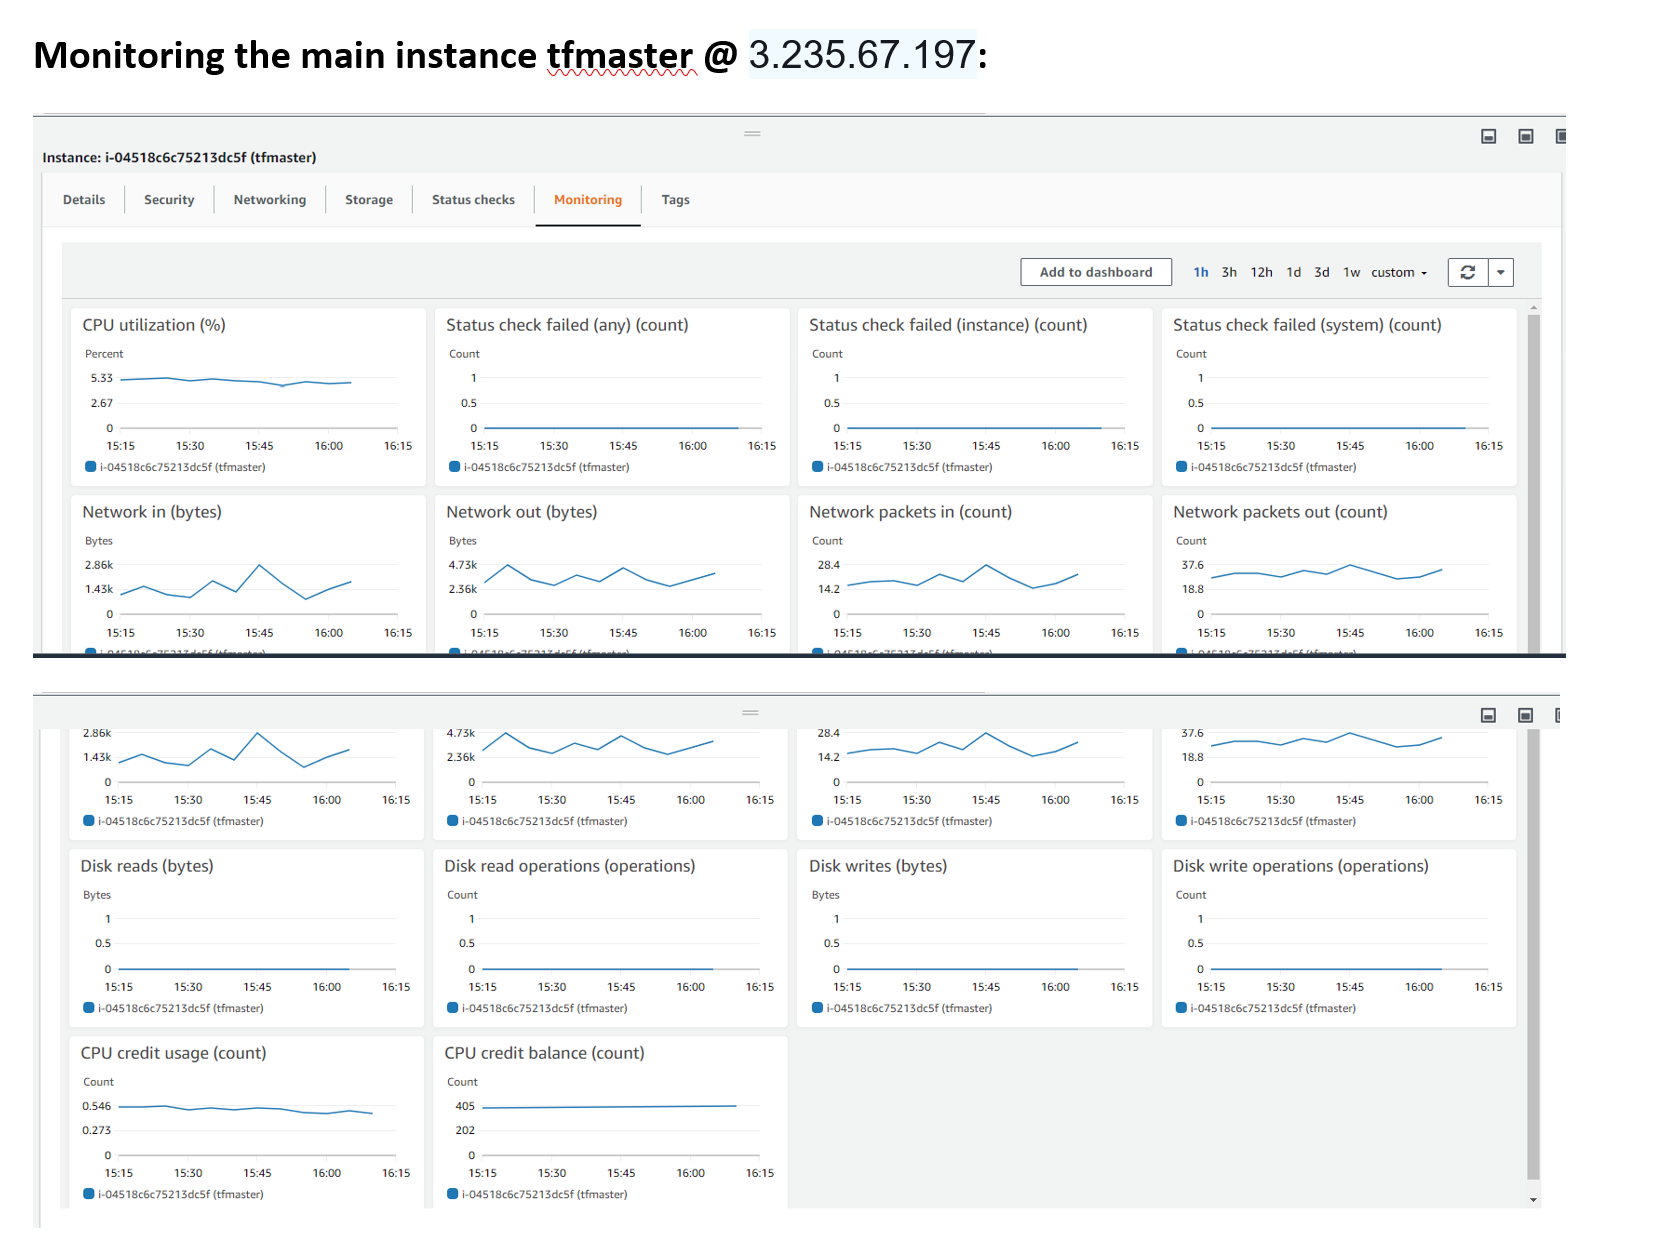 Monitoring the main instance tfmaster @ 3.235.67.197:
Instance: i-04518c6c75213dc5f (tfmaster)
Details Security Networking Storage Status checks Monitoring Tags
Add to dashboard 1h 3h 12h 1d 3d 1w custom
CPU utilization (%)
Percent
5.33
2.67
0
15:15 15:30 15:45 16:00 16:15
i-04518c6c75213dc5f (tfmaster)
Status check failed (any) (count)
Count
1
0.5
0
15:15 15:30 15:45 16:00 16:15
i-04518c6c75213dc5f (tfmaster)
Status check failed (instance) (count)
Count
1
0.5
0
15:15 15:30 15:45 16:00 16:15
i-04518c6c75213dc5f (tfmaster)
Status check failed (system) (count)
Count
1
0.5
0
15:15 15:30 15:45 16:00 16:15
i-04518c6c75213dc5f (tfmaster)
Network in (bytes)
Bytes
2.86k
1.43k
0
15:15 15:30 15:45 16:00 16:15
i-04518c6c75213dc5f (tfmaster)
Network out (bytes)
Bytes
4.73k
2.36k
0
15:15 15:30 15:45 16:00 16:15
i-04518c6c75213dc5f (tfmaster)
Network packets in (count)
Count
28.4
14.2
0
15:15 15:30 15:45 16:00 16:15
i-04518c6c75213dc5f (tfmaster)
Network packets out (count)
Count
37.6
18.8
0
15:15 15:30 15:45 16:00 16:15
i-04518c6c75213dc5f (tfmaster)
2.86k
1.43k
0
15:15 15:30 15:45 16:00 16:15
i-04518c6c75213dc5f (tfmaster)
4.73k
2.36k
0
15:15 15:30 15:45 16:00 16:15
i-04518c6c75213dc5f (tfmaster)
28.4
14.2
0
15:15 15:30 15:45 16:00 16:15
i-04518c6c75213dc5f (tfmaster)
37.6
18.8
0
15:15 15:30 15:45 16:00 16:15
i-04518c6c75213dc5f (tfmaster)
Disk reads (bytes)
Bytes
1
0.5
0
15:15 15:30 15:45 16:00 16:15
i-04518c6c75213dc5f (tfmaster)
Disk read operations (operations)
Count
1
0.5
0
15:15 15:30 15:45 16:00 16:15
i-04518c6c75213dc5f (tfmaster)
Disk writes (bytes)
Bytes
1
0.5
0
15:15 15:30 15:45 16:00 16:15
i-04518c6c75213dc5f (tfmaster)
Disk write operations (operations)
Count
1
0.5
0
15:15 15:30 15:45 16:00 16:15
i-04518c6c75213dc5f (tfmaster)
CPU credit usage (count)
Count
0.546
0.273
0
15:15 15:30 15:45 16:00 16:15
i-04518c6c75213dc5f (tfmaster)
CPU credit balance (count)
Count
405
202
0
15:15 15:30 15:45 16:00 16:15
i-04518c6c75213dc5f (tfmaster)